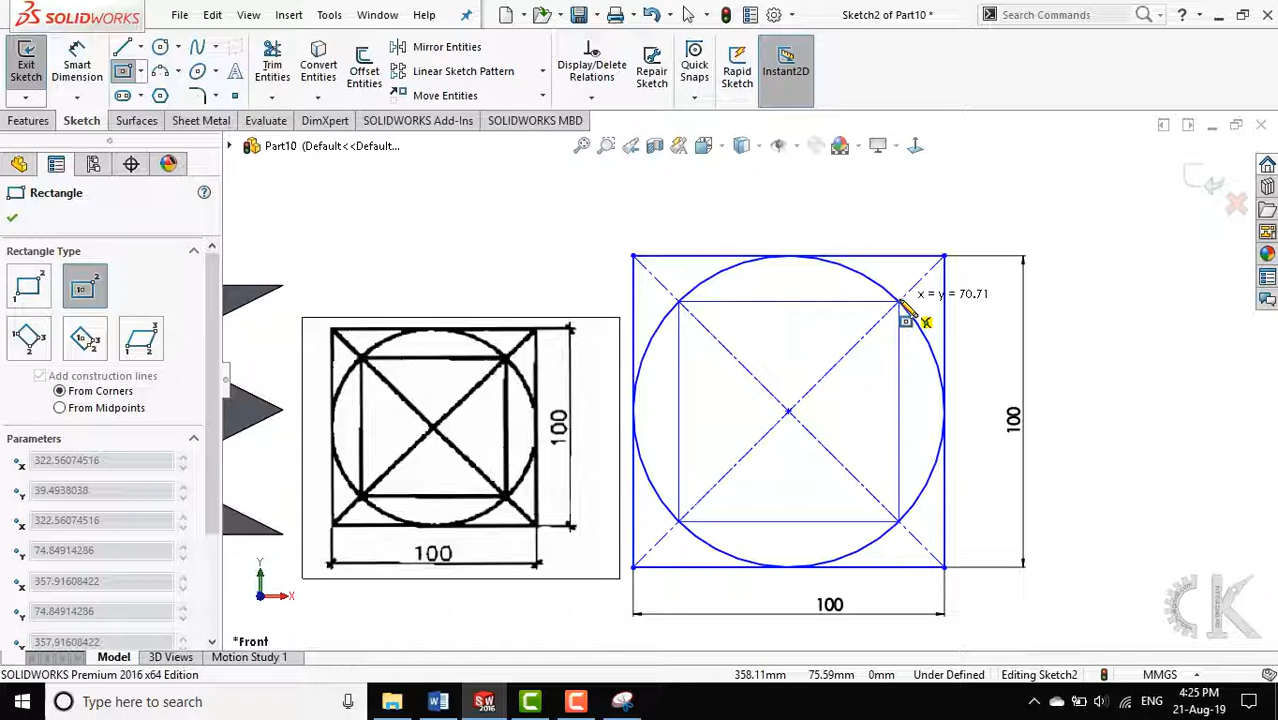 SOLIDWORKS
File Edit View Insert Tools Window Help
Sketch2 of Part10 *
Search Commands
?
Exit Sketch
Smart Dimension
Trim Entities
Convert Entities
Offset Entities
Mirror Entities
Linear Sketch Pattern
Move Entities
Display/Delete Relations
Repair Sketch
Quick Snaps
Rapid Sketch
Instant2D
Features Sketch Surfaces Sheet Metal Evaluate DimXpert SOLIDWORKS Add-Ins SOLIDWORKS MBD
Part10 (Default<<Default...
Rectangle
Rectangle Type
Add construction lines
From Corners
From Midpoints
Parameters
322.56074516
39.4938038
322.56074516
74.84914286
357.91608422
74.84914286
357.91608422
100
100
x = y = 70.71
100
100
Y
X
*Front
CK
Model 3D Views Motion Study 1
SOLIDWORKS Premium 2016 x64 Edition
358.11mm 75.59mm 0mm Under Defined Editing Sketch2 MMGS
Type here to search
ENG
4:25 PM
21-Aug-19